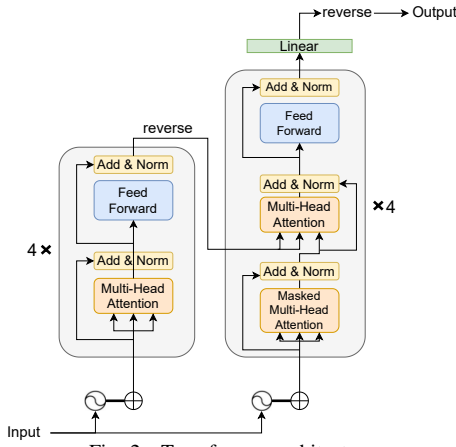 reverse
Output
Linear
Add & Norm
Feed
Forward
Add & Norm
Multi-Head
Attention
×4
Add & Norm
Masked
Multi-Head
Attention
reverse
Add & Norm
Feed
Forward
4 ×
Add & Norm
Multi-Head
Attention
Input